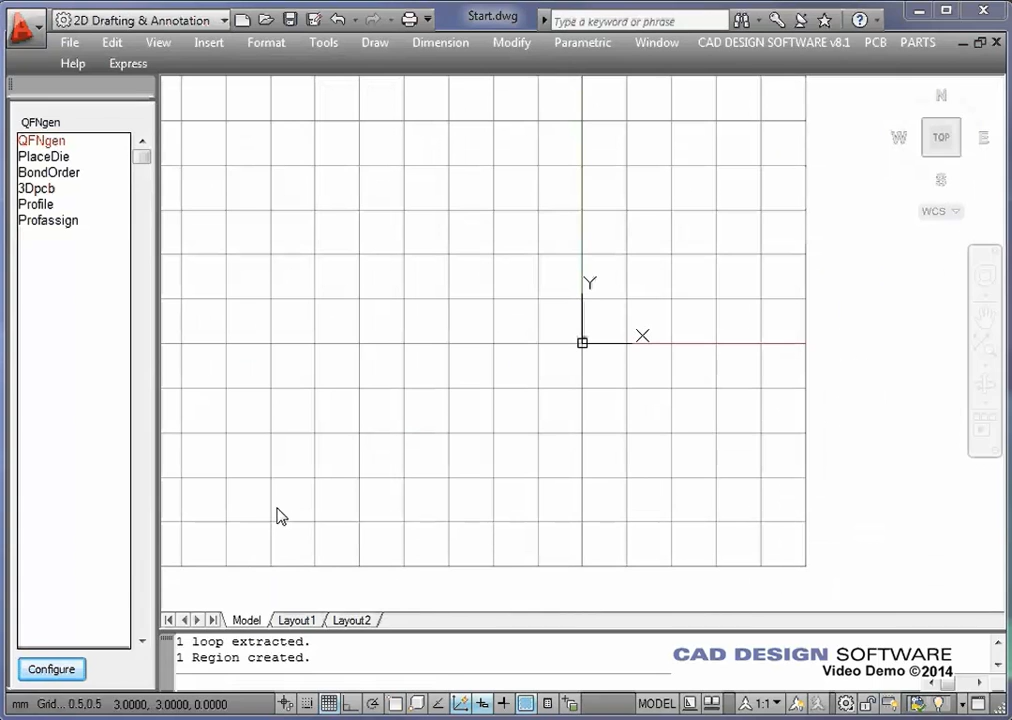 2D Drafting & Annotation
Start.dwg
Type a keyword or phrase
File Edit View Insert Format Tools Draw Dimension Modify Parametric Window CAD DESIGN SOFTWARE v8.1 PCB PARTS
Help Express
QFNgen
QFNgen
PlaceDie
BondOrder
3Dpcb
Profile
Profassign
Configure
N
W TOP E
S
WCS
Y
X
Model Layout1 Layout2
1 loop extracted.
1 Region created.
CAD DESIGN SOFTWARE
Video Demo ©2014
mm Grid... 0.5,0.5 3.0000, 3.0000, 0.0000 MODEL 1:1